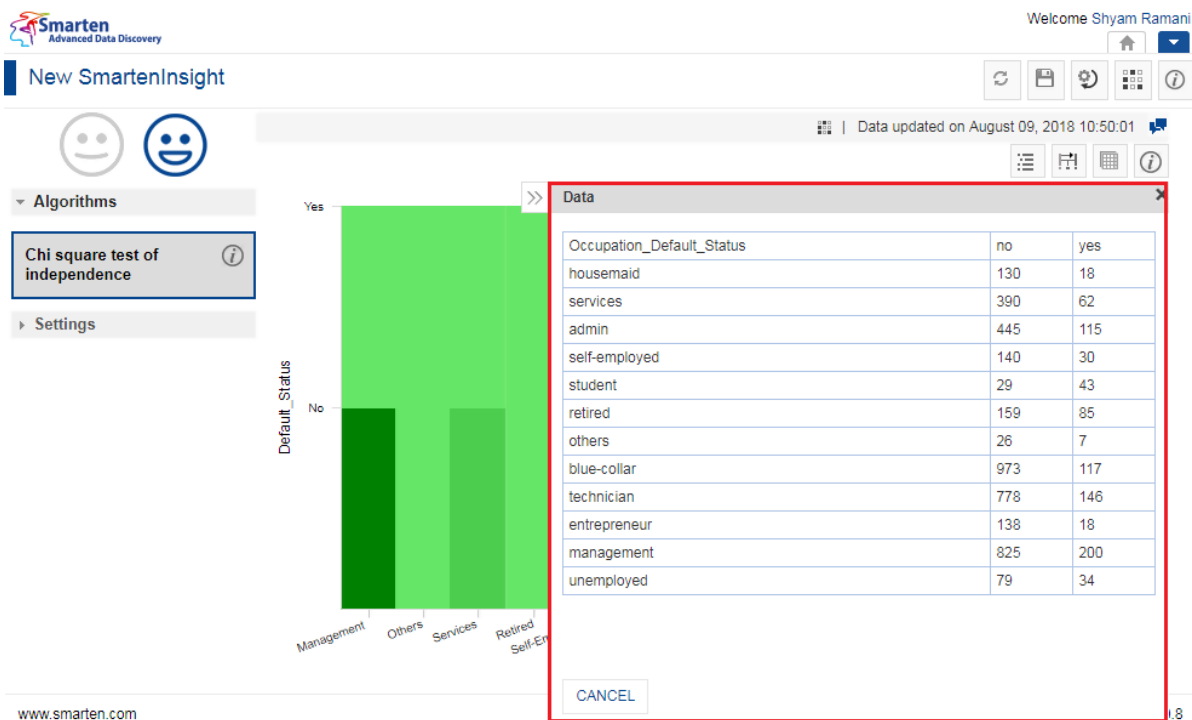 Smarten
Advanced Data Discovery
Welcome Shyam Ramani
New SmartenInsight
| Data updated on August 09, 2018 10:50:01
Algorithms
Chi square test of
independence
Settings
Default_Status
Yes
No
Management
Others
Services
Retired
Self-En
Data
Occupation_Default_Status no yes
housemaid 130 18
services 390 62
admin 445 115
self-employed 140 30
student 29 43
retired 159 85
others 26 7
blue-collar 973 117
technician 778 146
entrepreneur 138 18
management 825 200
unemployed 79 34
CANCEL
www.smarten.com